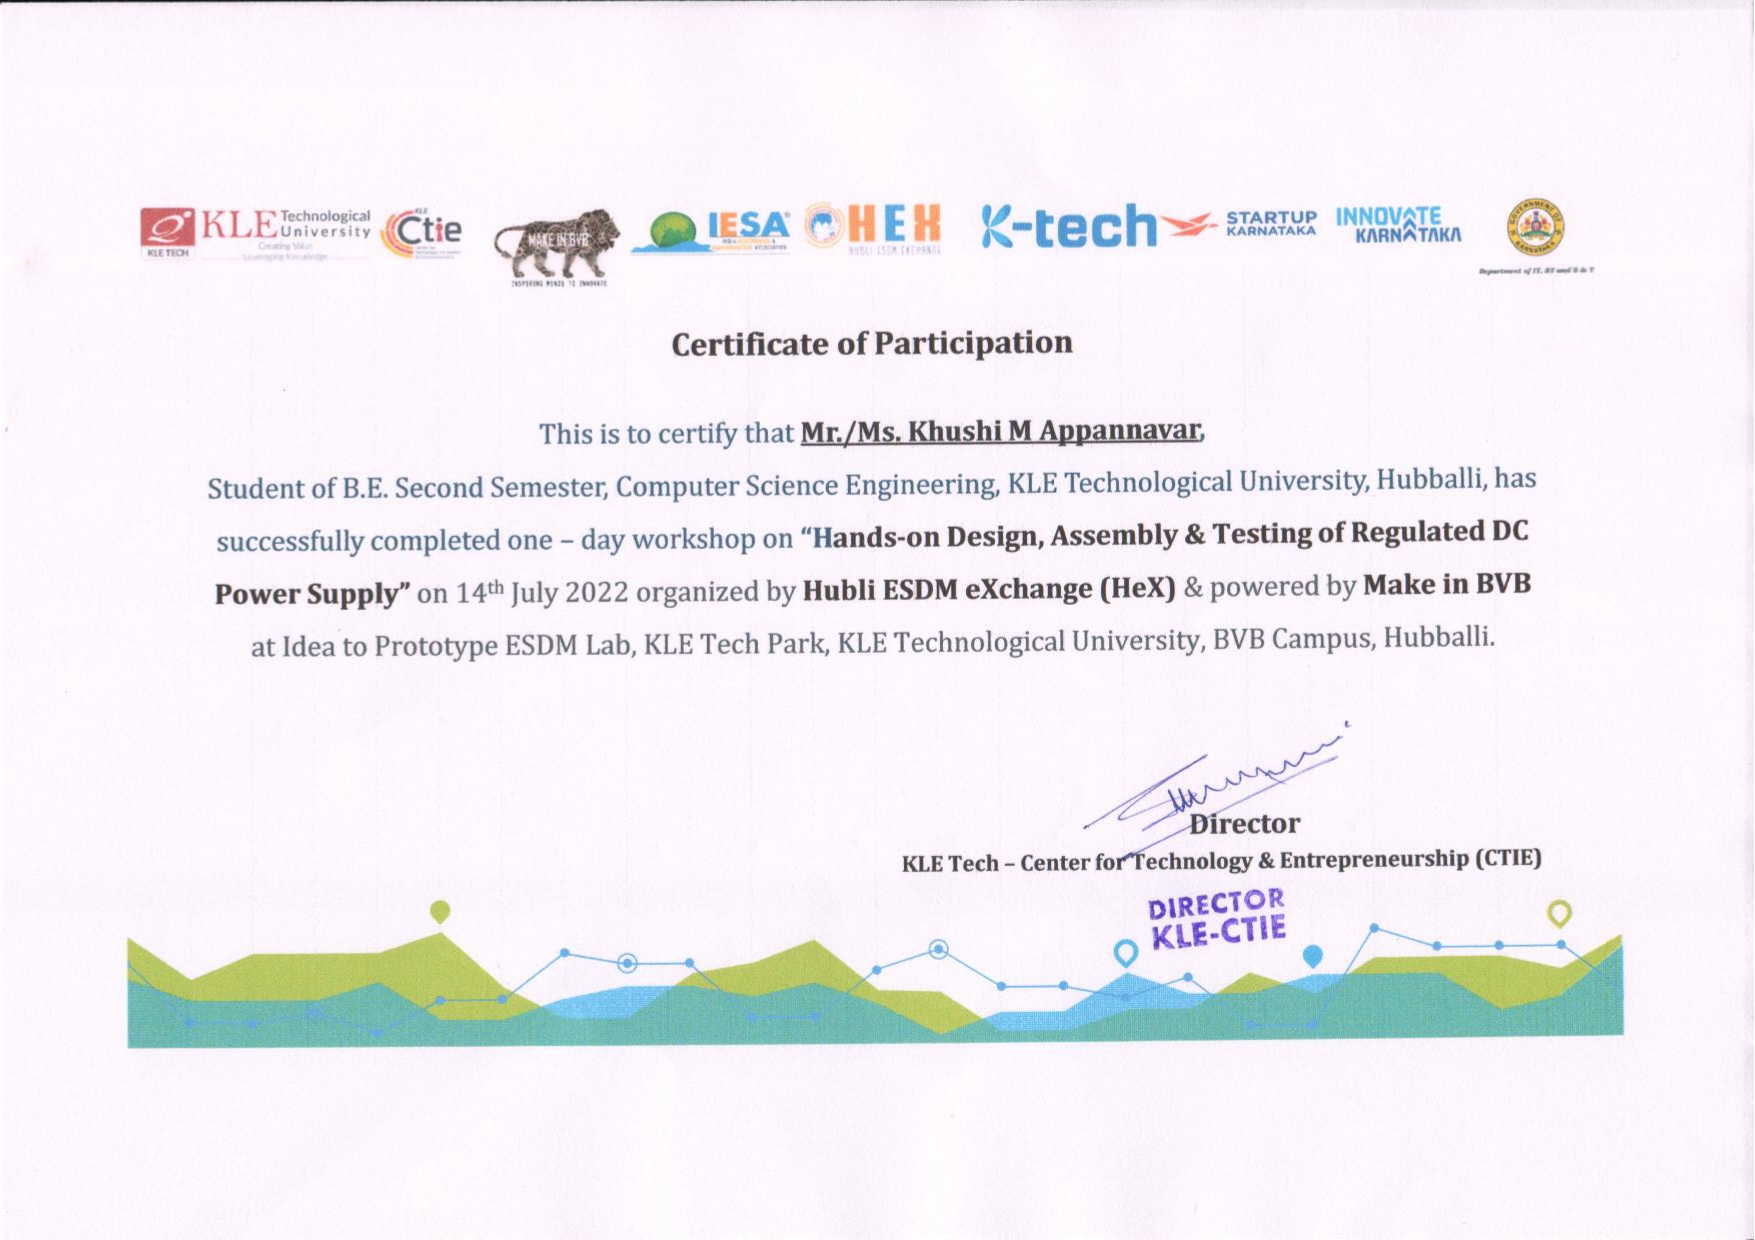 KLE Technological University
KLE TECH
Creating Value
Leveraging Knowledge
KLE
Ctie
MAKE IN BVB
INSPIRING MINDS TO INNOVATE
IESA
HEX
HUBLI ESDM EXCHANGE
K-tech
STARTUP
KARNATAKA
INNOVATE
KARNATAKA
GOVERNMENT OF
KARNATAKA
Department of IT, BT and S & T
Certificate of Participation
This is to certify that Mr./Ms. Khushi M Appannavar,
Student of B.E. Second Semester, Computer Science Engineering, KLE Technological University, Hubballi, has
successfully completed one – day workshop on “Hands-on Design, Assembly & Testing of Regulated DC
Power Supply” on 14th July 2022 organized by Hubli ESDM eXchange (HeX) & powered by Make in BVB
at Idea to Prototype ESDM Lab, KLE Tech Park, KLE Technological University, BVB Campus, Hubballi.
Director
KLE Tech – Center for Technology & Entrepreneurship (CTIE)
DIRECTOR
KLE-CTIE